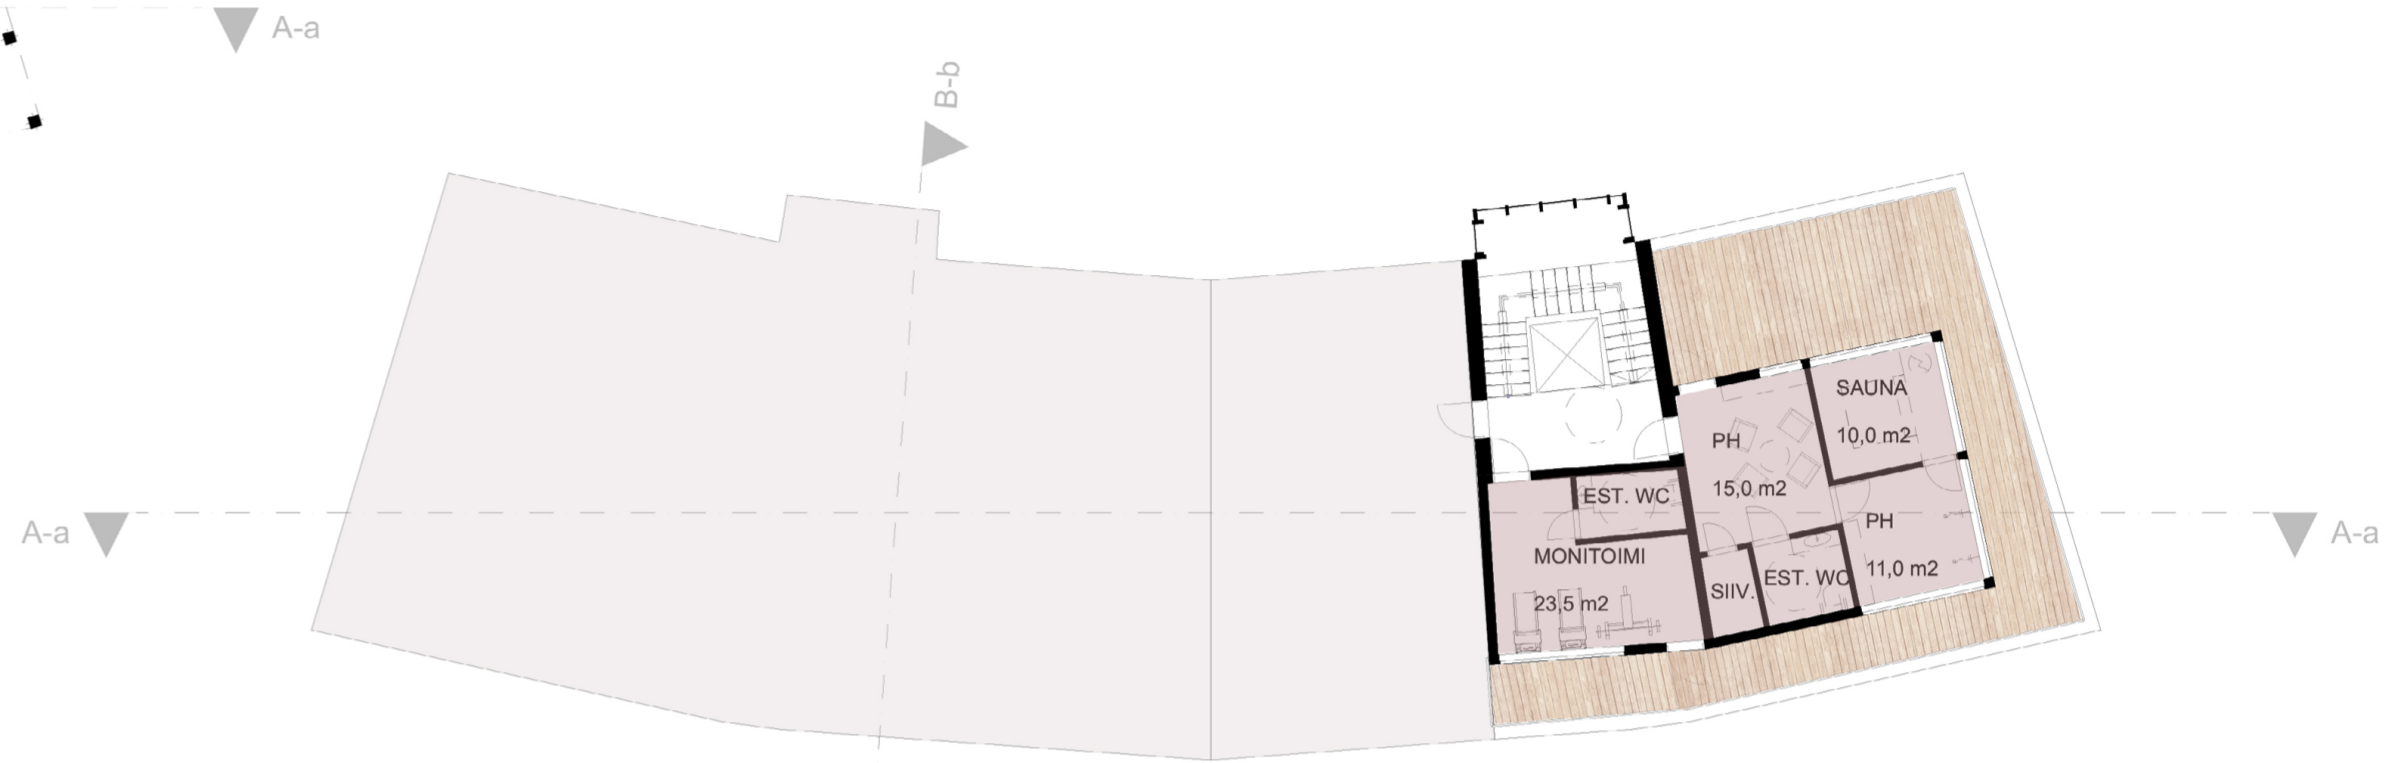 A-a
B-b
SAUNA
10,0 m2
PH
15,0 m2
EST. WC
PH
11,0 m2
A-a
A-a
MONITOIMI
23,5 m2
SIIV.
EST. WC